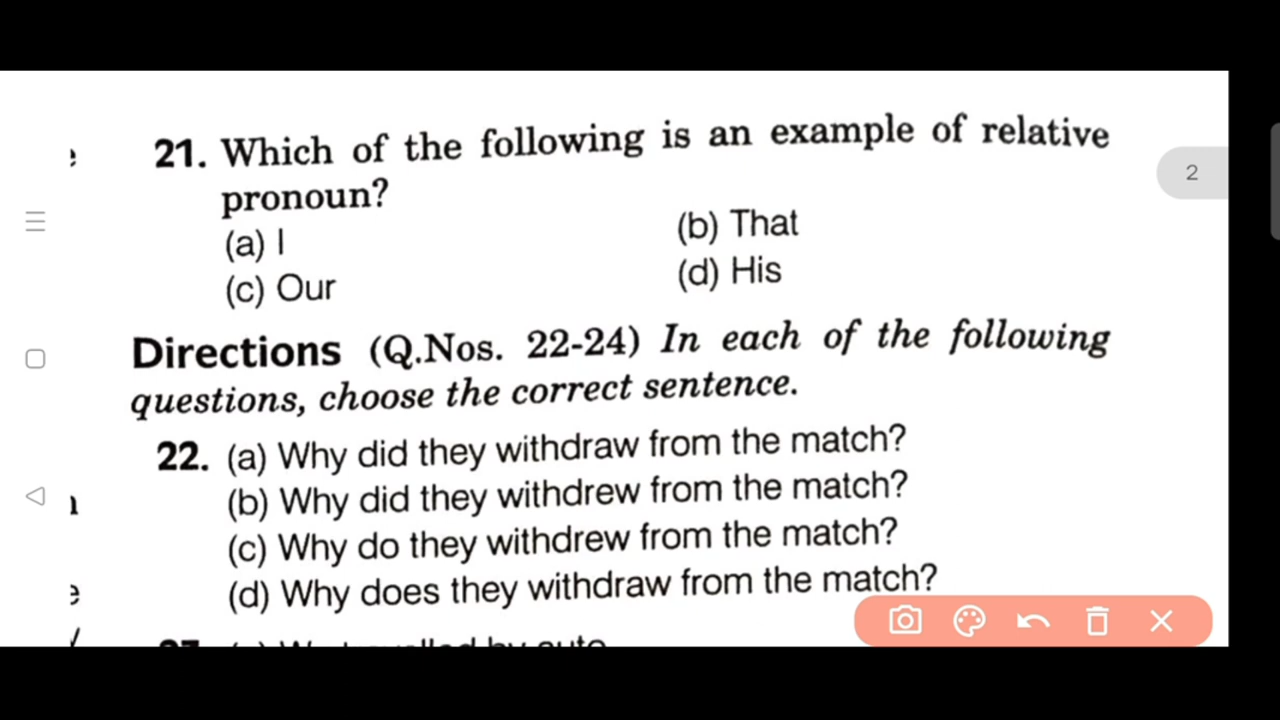 21. Which of the following is an example of relative
pronoun?
(a) I
(b) That
(c) Our
(d) His
2
Directions (Q.Nos. 22-24) In each of the following
questions, choose the correct sentence.
22. (a) Why did they withdraw from the match?
(b) Why did they withdrew from the match?
(c) Why do they withdrew from the match?
(d) Why does they withdraw from the match?